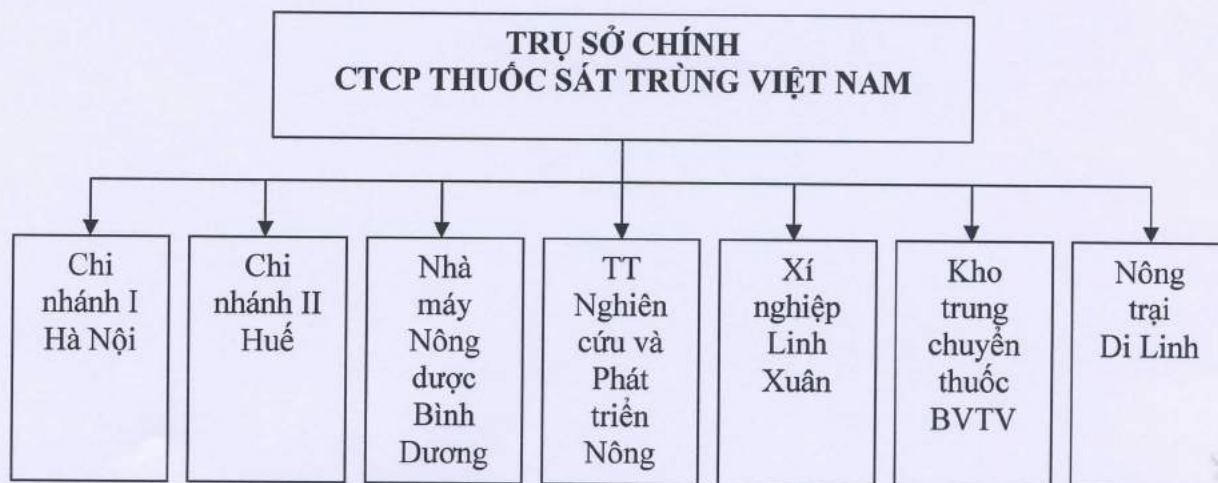 TRỤ SỞ CHÍNH
CTCP THUỐC SÁT TRÙNG VIỆT NAM
Chi
nhánh I
Hà Nội
Chi
nhánh II
Huế
Nhà
máy
Nông
dược
Bình
Dương
TT
Nghiên
cứu và
Phát
triển
Nông
Xí
nghiệp
Linh
Xuân
Kho
trung
chuyển
thuốc
BVTV
Nông
trại
Di Linh